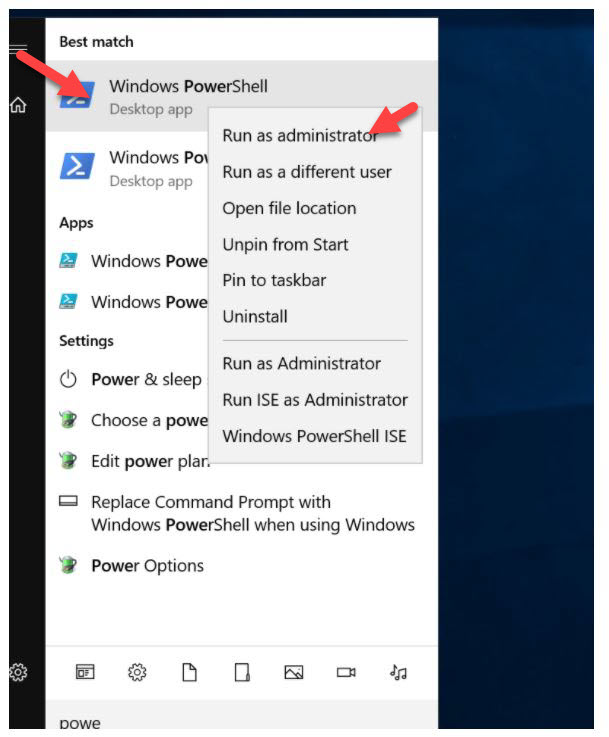 Best match
Windows PowerShell
Desktop app
Run as administrator
Run as a different user
Windows Pow
Desktop app
Open file location
Apps
Unpin from Start
Windows Powe
Pin to taskbar
Windows Powe
Uninstall
Settings
Run as Administrator
Power & sleep
Run ISE as Administrator
Choose a powe
Windows PowerShell ISE
Edit power plan
Replace Command Prompt with
Windows PowerShell when using Windows
Power Options
powe